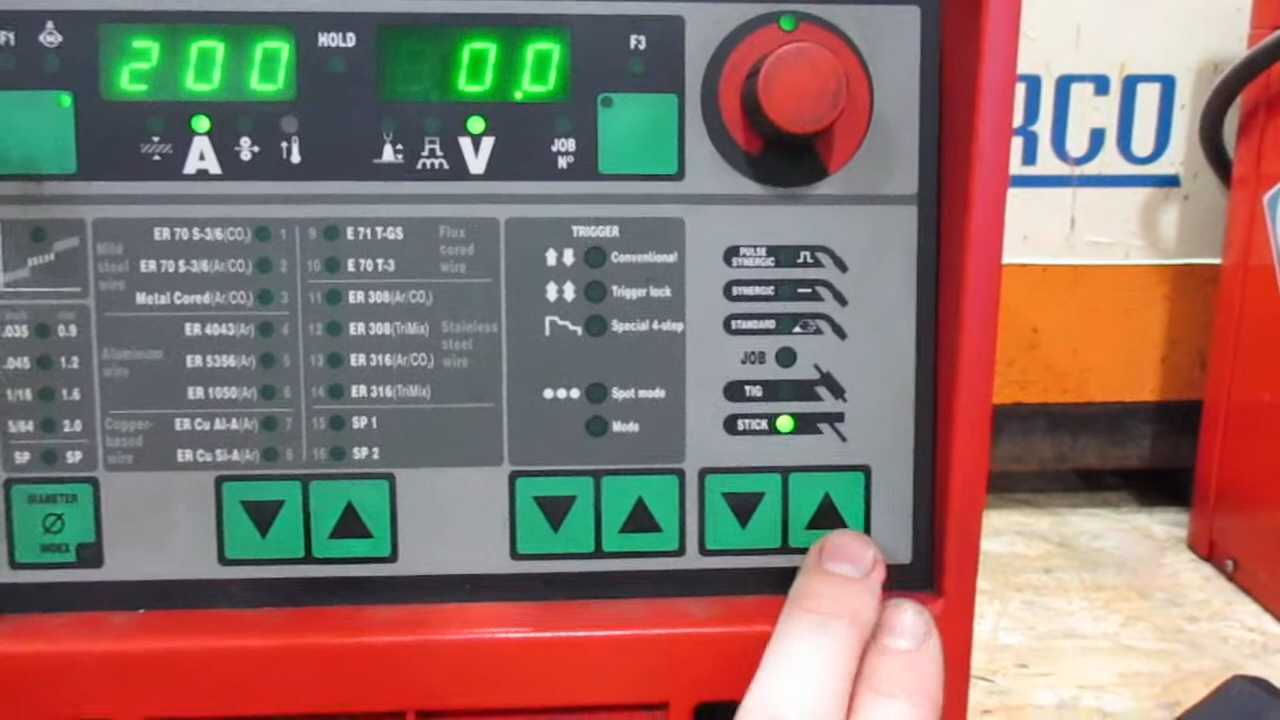 F1
200
HOLD
0.0
F3
A
V
JOB
N°
RCO
ER 70 S-3/6(CO₂) 1
ER 70 S-3/6(Ar/CO₂) 2
Metal Cored(Ar/CO₂) 3
Mild
steel
wire
ER 4043(Ar) 4
ER 5356(Ar) 5
ER 1050(Ar) 6
Aluminum
wire
ER Cu Al-A(Ar) 7
ER Cu Si-A(Ar) 8
Copper-
based
wire
9 E 71 T-GS
10 E 70 T-3
Flux
cored
wire
11 ER 308(Ar/CO₂)
12 ER 308(TriMix)
13 ER 316(Ar/CO₂)
14 ER 316(TriMix)
Stainless
steel
wire
15 SP 1
16 SP 2
.035 0.9
.045 1.2
1/16 1.6
5/64 2.0
SP SP
TRIGGER
Conventional
Trigger lock
Special 4-step
Spot mode
Mode
PULSE
SYNERGIC
SYNERGIC
STANDARD
JOB
TIG
STICK
DIAMETER
INDEX